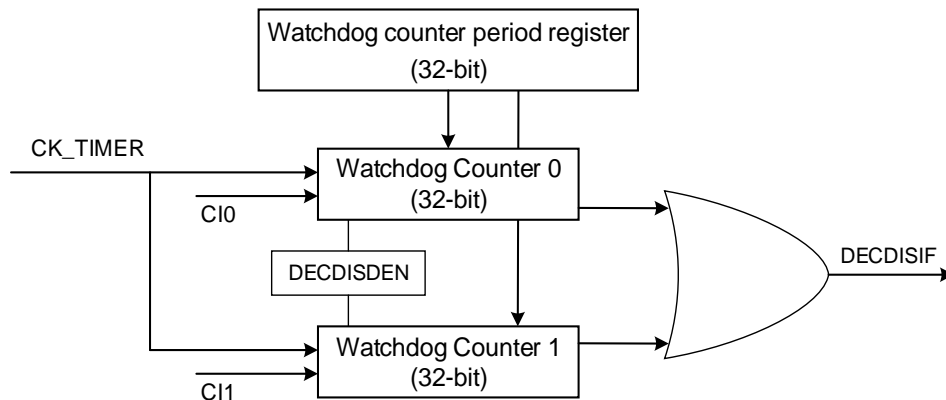 Watchdog counter period register
(32-bit)
CK_TIMER
Watchdog Counter 0
(32-bit)
CI0
DECDISDEN
DECDISIF
Watchdog Counter 1
(32-bit)
CI1